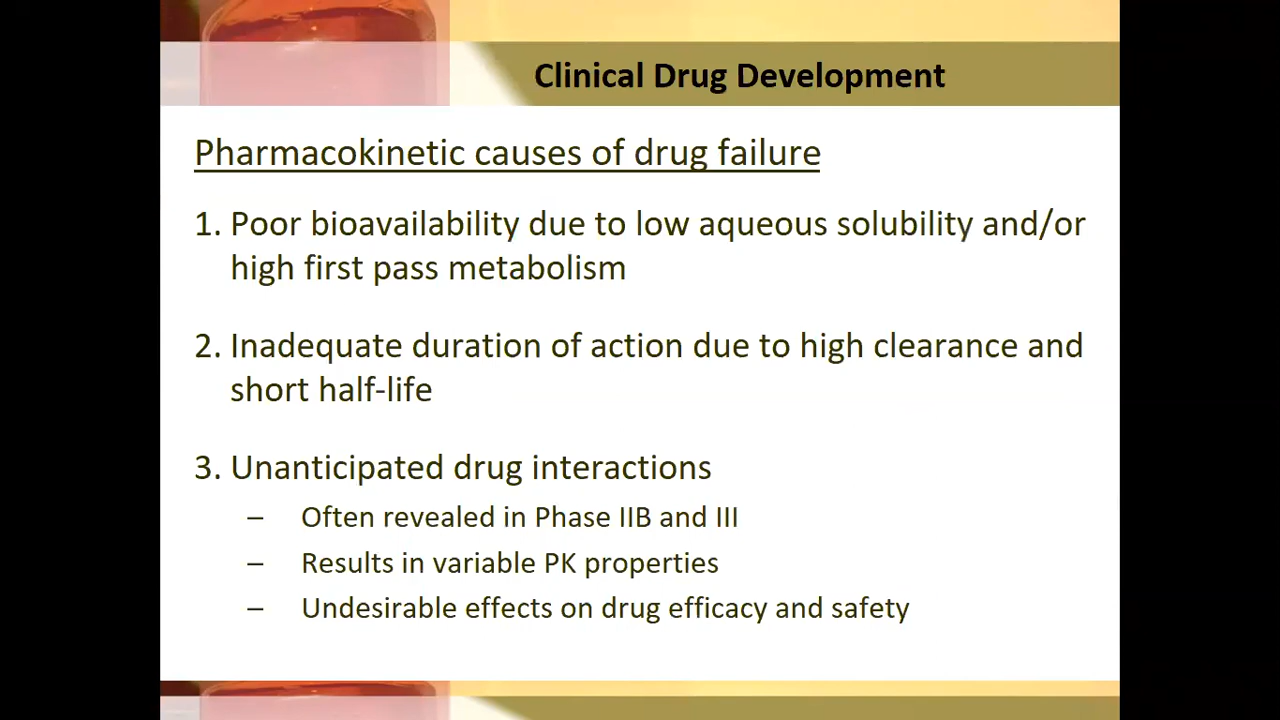 Clinical Drug Development
Pharmacokinetic causes of drug failure
1. Poor bioavailability due to low aqueous solubility and/or
high first pass metabolism
2. Inadequate duration of action due to high clearance and
short half-life
3. Unanticipated drug interactions
– Often revealed in Phase IIB and III
– Results in variable PK properties
– Undesirable effects on drug efficacy and safety